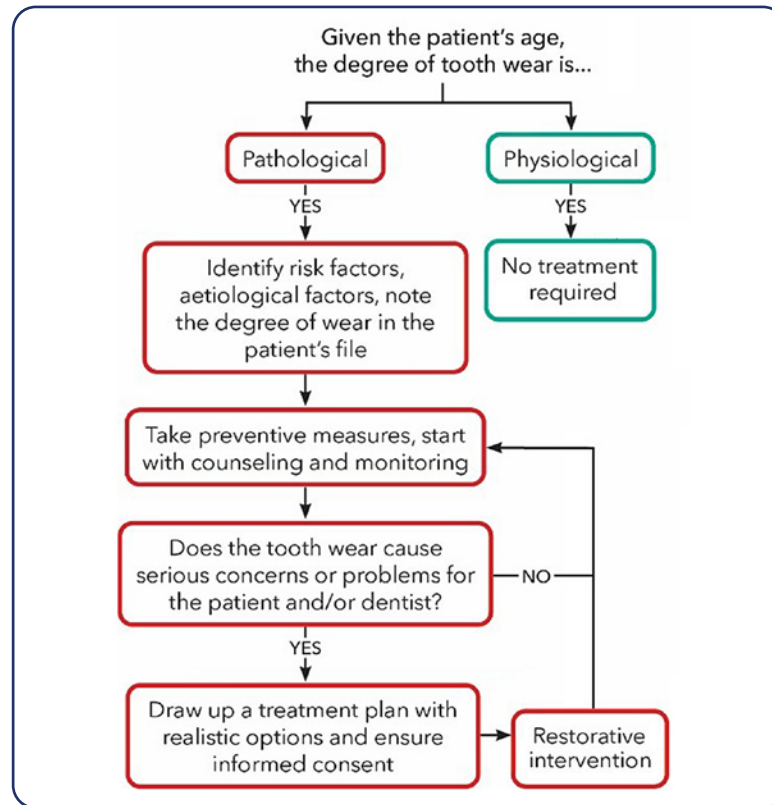 Given the patient's age,
the degree of tooth wear is...
Pathological
Physiological
YES
YES
Identify risk factors,
aetiological factors, note
the degree of wear in the
patient's file
No treatment
required
Take preventive measures, start
with counseling and monitoring
Does the tooth wear cause
serious concerns or problems for
the patient and/or dentist?
NO
YES
Draw up a treatment plan with
realistic options and ensure
informed consent
Restorative
intervention